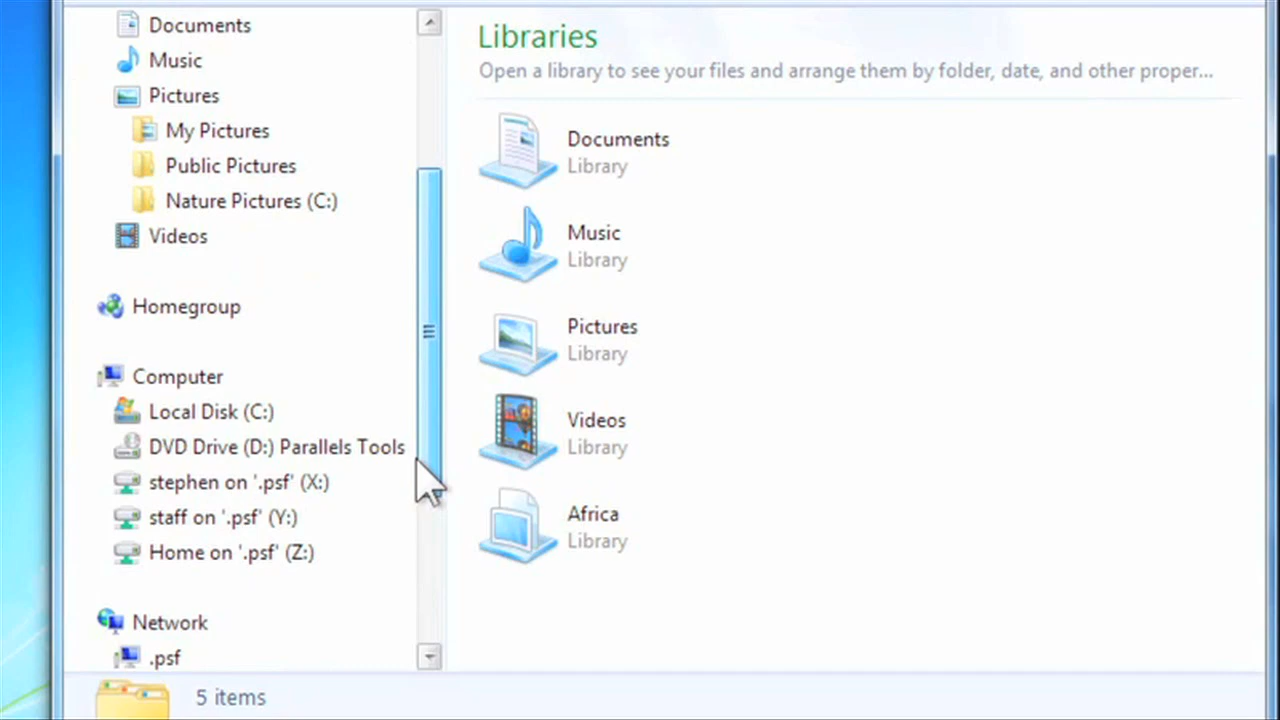 Documents
Music
Pictures
My Pictures
Public Pictures
Nature Pictures (C:)
Videos
Homegroup
Computer
Local Disk (C:)
DVD Drive (D:) Parallels Tools
stephen on '.psf' (X:)
staff on '.psf' (Y:)
Home on '.psf' (Z:)
Network
.psf
Libraries
Open a library to see your files and arrange them by folder, date, and other proper...
Documents
Library
Music
Library
Pictures
Library
Videos
Library
Africa
Library
5 items